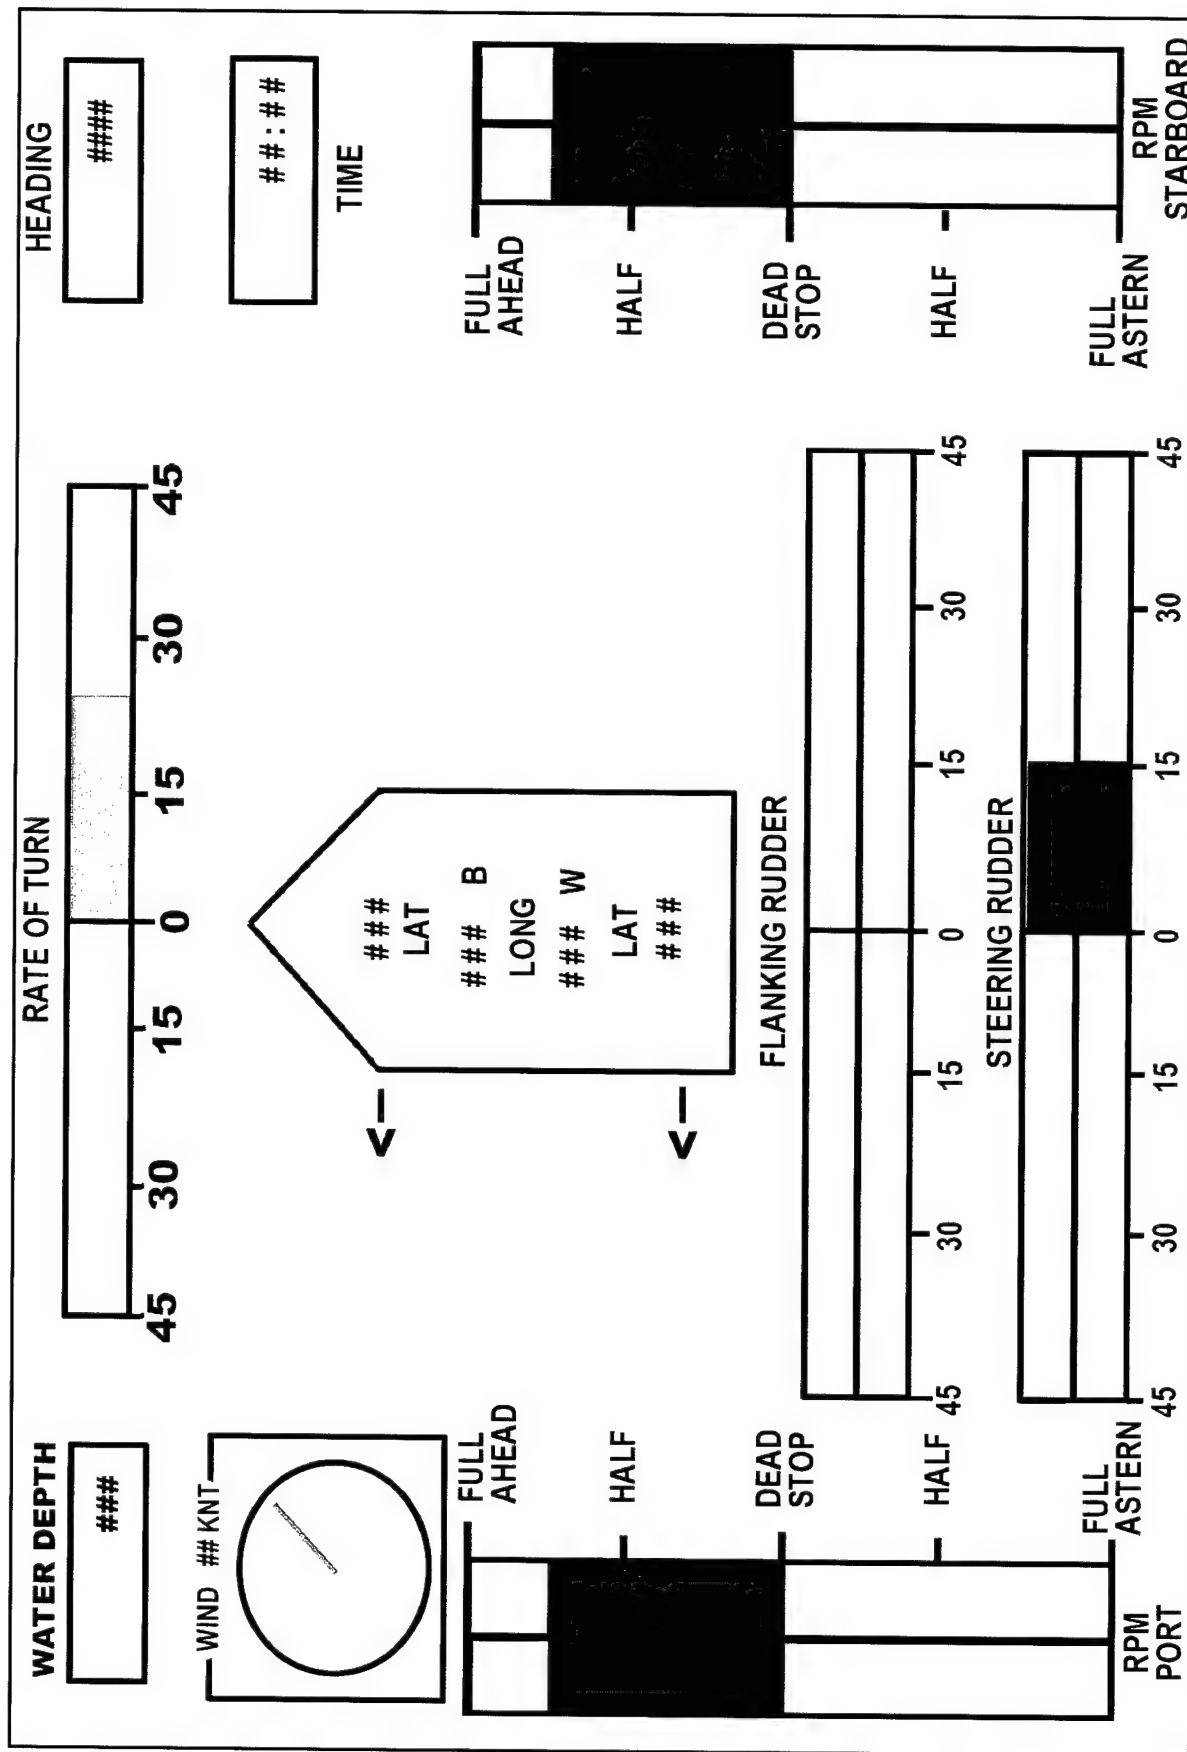 WATER DEPTH
###
RATE OF TURN
45 30 15 0 15 30 45
HEADING
####
WIND ## KNT
##:##
TIME
###
LAT
### B
LONG
### W
LAT
###
<—
<—
FULL
AHEAD
HALF
DEAD
STOP
HALF
FULL
ASTERN
RPM
PORT
FLANKING RUDDER
45 30 15 0 15 30 45
STEERING RUDDER
45 30 15 0 15 30 45
FULL
AHEAD
HALF
DEAD
STOP
HALF
FULL
ASTERN
RPM
STARBOARD